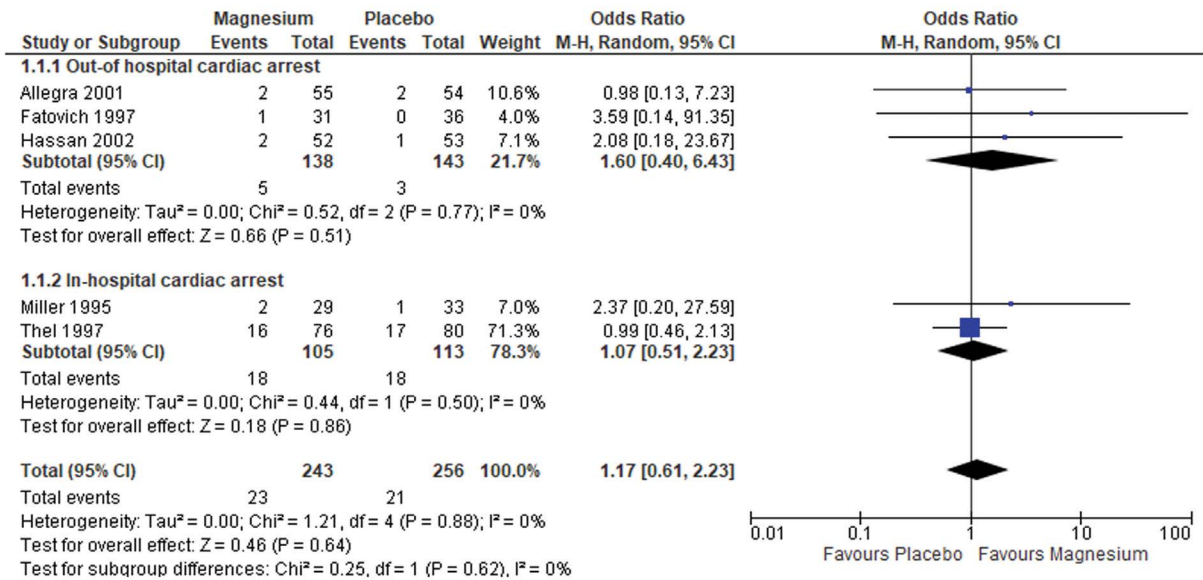 Magnesium Placebo Odds Ratio Odds Ratio
Study or Subgroup Events Total Events Total Weight M-H, Random, 95% CI M-H, Random, 95% CI
1.1.1 Out-of hospital cardiac arrest
Allegra 2001 2 55 2 54 10.6% 0.98 [0.13, 7.23]
Fatovich 1997 1 31 0 36 4.0% 3.59 [0.14, 91.35]
Hassan 2002 2 52 1 53 7.1% 2.08 [0.18, 23.67]
Subtotal (95% CI) 138 143 21.7% 1.60 [0.40, 6.43]
Total events 5 3
Heterogeneity: Tau² = 0.00; Chi² = 0.52, df = 2 (P = 0.77); I² = 0%
Test for overall effect: Z = 0.66 (P = 0.51)
1.1.2 In-hospital cardiac arrest
Miller 1995 2 29 1 33 7.0% 2.37 [0.20, 27.59]
Thel 1997 16 76 17 80 71.3% 0.99 [0.46, 2.13]
Subtotal (95% CI) 105 113 78.3% 1.07 [0.51, 2.23]
Total events 18 18
Heterogeneity: Tau² = 0.00; Chi² = 0.44, df = 1 (P = 0.50); I² = 0%
Test for overall effect: Z = 0.18 (P = 0.86)
Total (95% CI) 243 256 100.0% 1.17 [0.61, 2.23]
Total events 23 21
Heterogeneity: Tau² = 0.00; Chi² = 1.21, df = 4 (P = 0.88); I² = 0%
Test for overall effect: Z = 0.46 (P = 0.64)
Test for subgroup differences: Chi² = 0.25, df = 1 (P = 0.62), I² = 0%
0.01 0.1 1 10 100
Favours Placebo Favours Magnesium